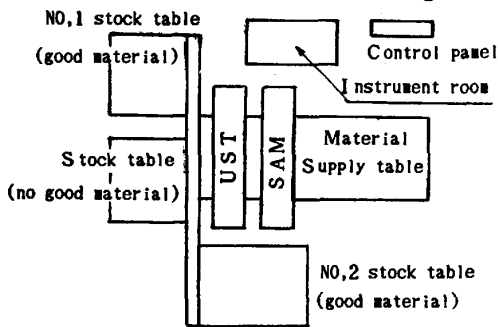 NO,1 stock table
(good material)
Control panel
Instrument room
Stock table
(no good material)
UST
SAM
Material
Supply table
NO,2 stock table
(good material)